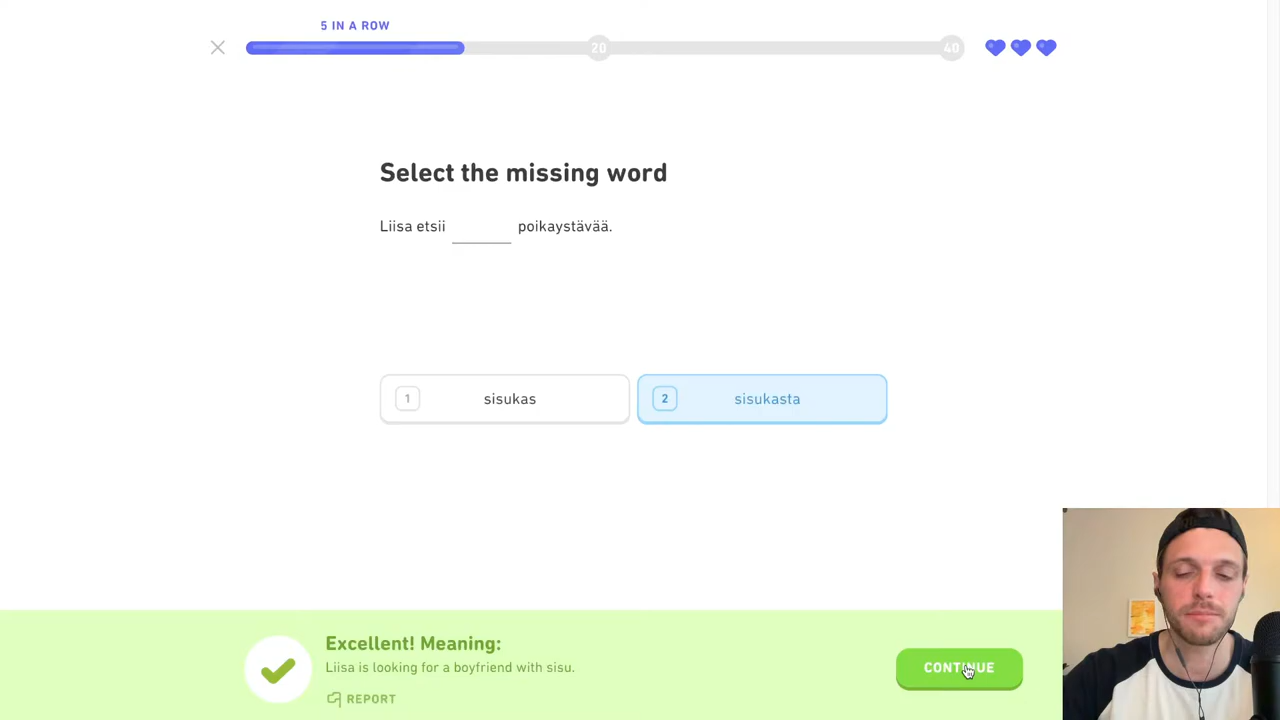 5 IN A ROW
20
40
Select the missing word
Liisa etsii ______ poikaystävää.
1 sisukas
2 sisukasta
Excellent! Meaning:
Liisa is looking for a boyfriend with sisu.
REPORT
CONTINUE